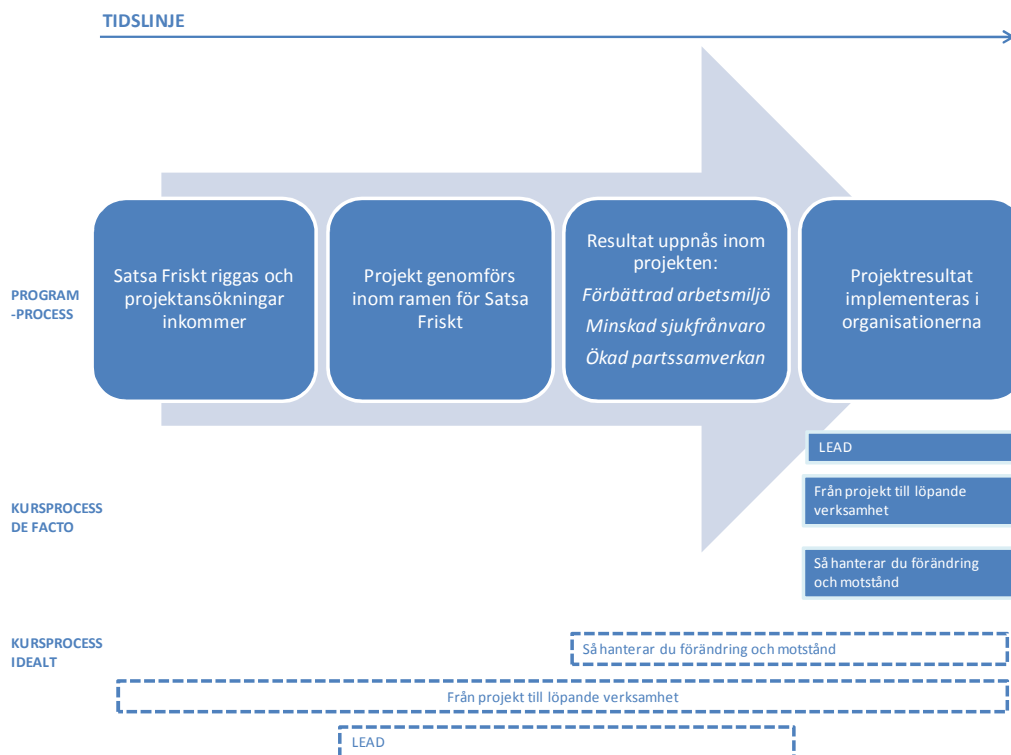 TIDSLINJE
PROGRAM
-PROCESS
Satsa Friskt riggas och
projektansökningar
inkommer
Projekt genomförs
inom ramen för Satsa
Friskt
Resultat uppnås inom
projekten:
Förbättrad arbetsmiljö
Minskad sjukfrånvaro
Ökad partssamverkan
Projektresultat
implementeras i
organisationerna
KURSPROCESS
DE FACTO
LEAD
Från projekt till löpande
verksamhet
Så hanterar du förändring
och motstånd
KURSPROCESS
IDEALT
Så hanterar du förändring och motstånd
Från projekt till löpande verksamhet
LEAD